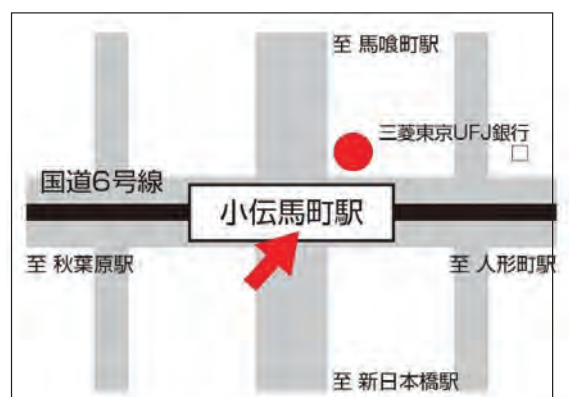 至 馬喰町駅
三菱東京UFJ銀行
国道6号線
小伝馬町駅
至 秋葉原駅
至 人形町駅
至 新日本橋駅